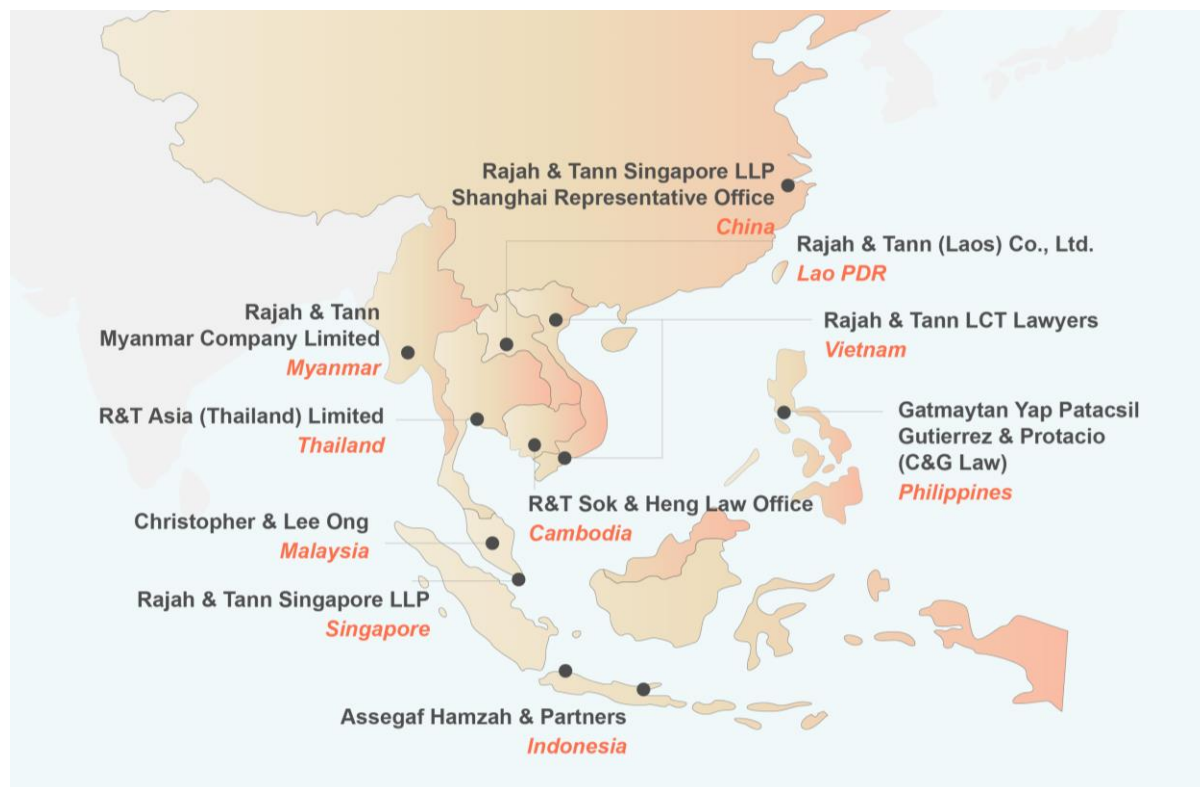 Rajah & Tann Singapore LLP
Shanghai Representative Office
China
Rajah & Tann (Laos) Co., Ltd.
Lao PDR
Rajah & Tann
Myanmar Company Limited
Myanmar
Rajah & Tann LCT Lawyers
Vietnam
R&T Asia (Thailand) Limited
Thailand
Gatmaytan Yap Patacsil
Gutierrez & Protacio
(C&G Law)
Philippines
R&T Sok & Heng Law Office
Cambodia
Christopher & Lee Ong
Malaysia
Rajah & Tann Singapore LLP
Singapore
Assegaf Hamzah & Partners
Indonesia